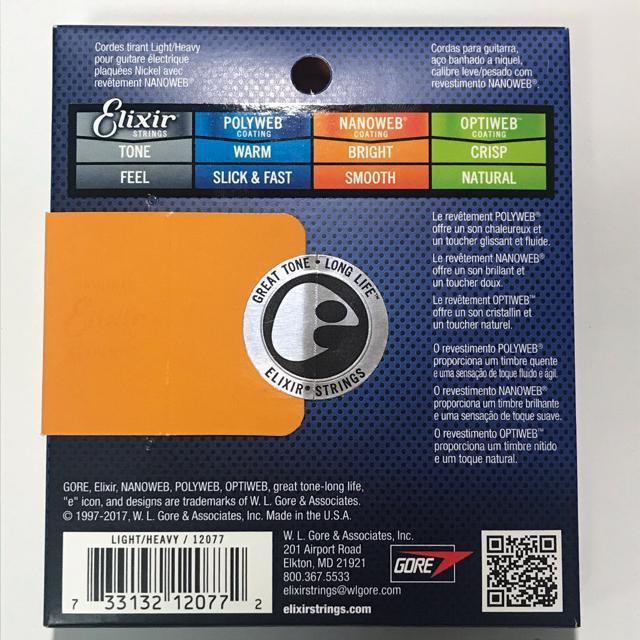 Cordes tirant Light/Heavy
pour guitare électrique
plaquées Nickel avec
revêtement NANOWEB®.
Cordas para guitarra,
aço banhado a níquel,
calibre leve/pesado com
revestimento NANOWEB®.
Elixir
STRINGS
POLYWEB®
COATING
NANOWEB®
COATING
OPTIWEB™
COATING
TONE WARM BRIGHT CRISP
FEEL SLICK & FAST SMOOTH NATURAL
Le revêtement POLYWEB®
offre un son chaleureux et
un toucher glissant et fluide.
Le revêtement NANOWEB®
offre un son brillant et
un toucher doux.
Le revêtement OPTIWEB™
offre un son cristallin et
un toucher naturel.
O revestimento POLYWEB®
proporciona um timbre quente
e uma sensação de toque fluido e ágil.
O revestimento NANOWEB®
proporciona um timbre brilhante
e uma sensação de toque suave.
O revestimento OPTIWEB™
proporciona um timbre nítido
e um toque natural.
GREAT TONE • LONG LIFE™
ELIXIR® STRINGS
GORE, Elixir, NANOWEB, POLYWEB, OPTIWEB, great tone-long life,
"e" icon, and designs are trademarks of W. L. Gore & Associates.
© 1997-2017, W. L. Gore & Associates, Inc. Made in the U.S.A.
LIGHT/HEAVY / 12077
7 33132 12077 2
W. L. Gore & Associates, Inc.
201 Airport Road
Elkton, MD 21921
800.367.5533
elixirstrings@wlgore.com
elixirstrings.com
GORE